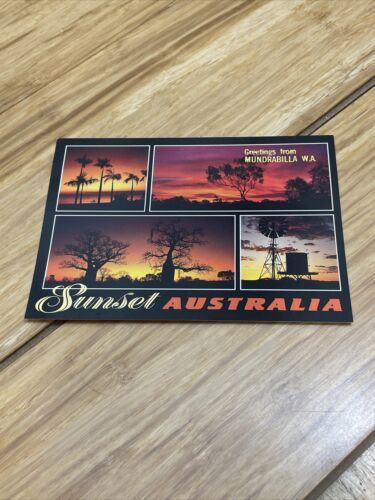 Greetings from
MUNDRABILLA W.A.
Sunset AUSTRALIA